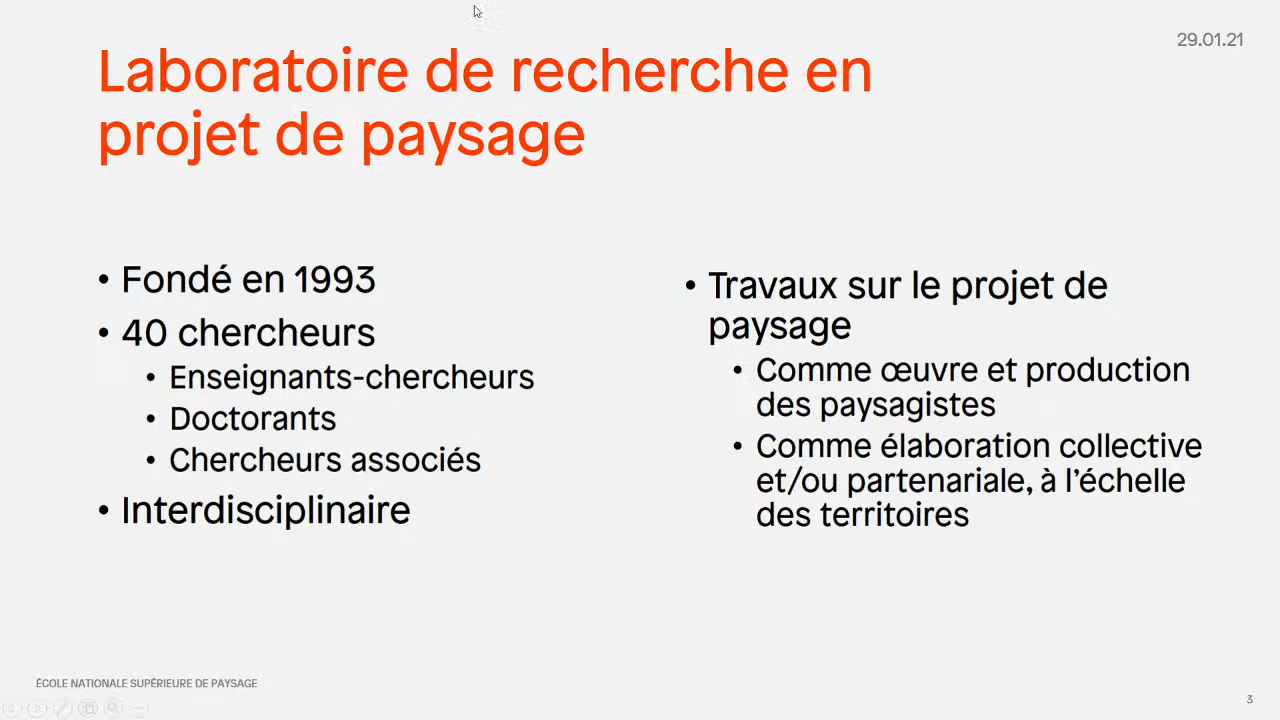 29.01.21
Laboratoire de recherche en
projet de paysage
• Fondé en 1993
• 40 chercheurs
• Enseignants-chercheurs
• Doctorants
• Chercheurs associés
• Interdisciplinaire
• Travaux sur le projet de
paysage
• Comme œuvre et production
des paysagistes
• Comme élaboration collective
et/ou partenariale, à l’échelle
des territoires
ÉCOLE NATIONALE SUPÉRIEURE DE PAYSAGE
3